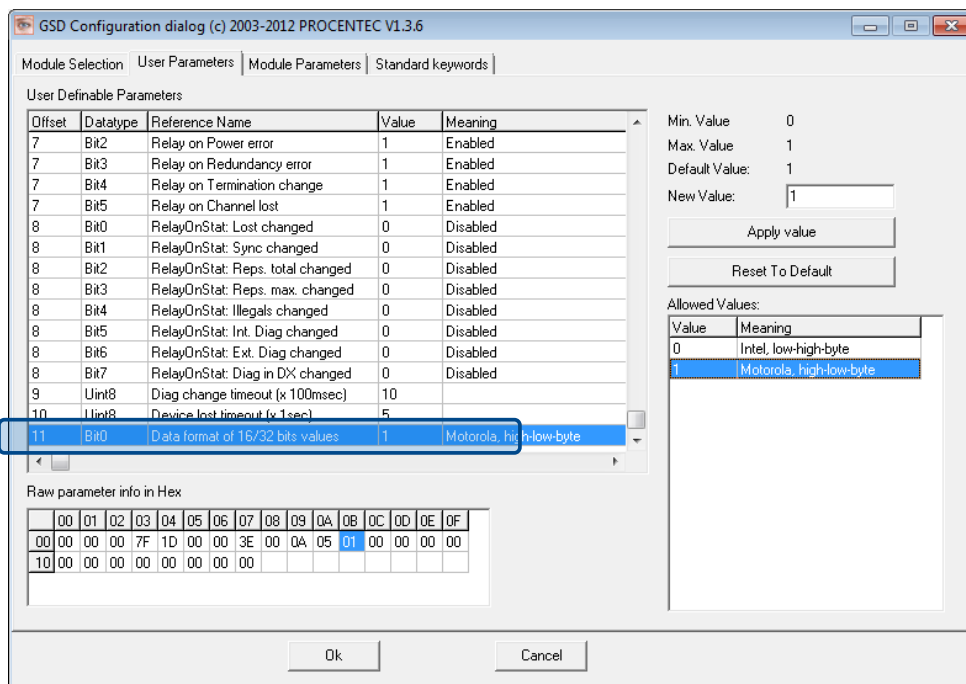 GSD Configuration dialog (c) 2003-2012 PROCENTEC V1.3.6
Module Selection User Parameters Module Parameters Standard keywords
User Definable Parameters
Offset Datatype Reference Name Value Meaning
7 Bit2 Relay on Power error 1 Enabled
7 Bit3 Relay on Redundancy error 1 Enabled
7 Bit4 Relay on Termination change 1 Enabled
7 Bit5 Relay on Channel lost 1 Enabled
8 Bit0 RelayOnStat: Lost changed 0 Disabled
8 Bit1 RelayOnStat: Sync changed 0 Disabled
8 Bit2 RelayOnStat: Reps. total changed 0 Disabled
8 Bit3 RelayOnStat: Reps. max. changed 0 Disabled
8 Bit4 RelayOnStat: Illegals changed 0 Disabled
8 Bit5 RelayOnStat: Int. Diag changed 0 Disabled
8 Bit6 RelayOnStat: Ext. Diag changed 0 Disabled
8 Bit7 RelayOnStat: Diag in DX changed 0 Disabled
9 Uint8 Diag change timeout (x 100msec) 10
10 Uint8 Device lost timeout (x 1sec) 5
11 Bit0 Data format of 16/32 bits values 1 Motorola, high-low-byte
Min. Value 0
Max. Value 1
Default Value: 1
New Value: 1
Apply value
Reset To Default
Allowed Values:
Value Meaning
0 Intel, low-high-byte
1 Motorola, high-low-byte
Raw parameter info in Hex
00 01 02 03 04 05 06 07 08 09 0A 0B 0C 0D 0E 0F
00 00 00 00 7F 1D 00 00 3E 00 0A 05 01 00 00 00 00
10 00 00 00 00 00 00 00 00
Ok Cancel